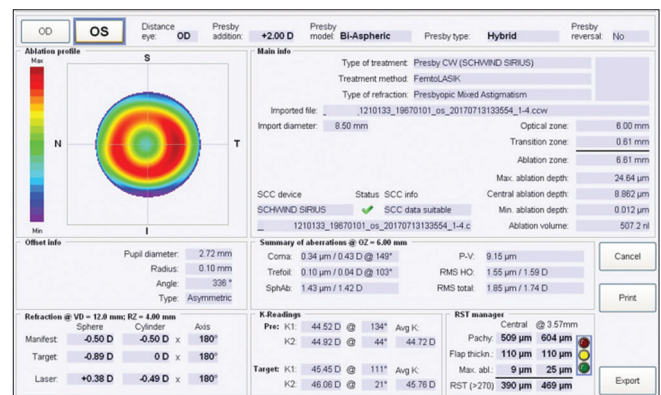 OD OS Distance eye: OD Presby addition: +2.00 D Presby model: Bi-Aspheric Presby type: Hybrid Presby reversal: No
Ablation profile
Max
S
N
T
I
Min
Main info
Type of treatment: Presby CW (SCHWIND SIRIUS)
Treatment method: FemtoLASIK
Type of refraction: Presbyopic Mixed Astigmatism
Imported file: _ _1210133_19670101_os_20170713133554_1-4.ccw
Import diameter: 8.50 mm
Optical zone: 6.00 mm
Transition zone: 0.61 mm
Ablation zone: 6.61 mm
Max. ablation depth: 24.64 µm
SCC device Status SCC info Central ablation depth: 8.862 µm
SCHWIND SIRIUS SCC data suitable Min. ablation depth: 0.012 µm
_ 1210133_19670101_os_20170713133554_1-4.c Ablation volume: 507.2 nl
Offset info
Pupil diameter: 2.72 mm
Radius: 0.10 mm
Angle: 336 °
Type: Asymmetric
Summary of aberrations @ OZ = 6.00 mm
Coma: 0.34 µm / 0.43 D @ 149° P-V: 9.15 µm
Trefoil: 0.10 µm / 0.04 D @ 103° RMS HO: 1.55 µm / 1.59 D
SphAb: 1.43 µm / 1.42 D RMS total: 1.85 µm / 1.74 D
Cancel
Print
Refraction @ VD = 12.0 mm; RZ = 4.00 mm
Sphere Cylinder Axis
Manifest: -0.50 D -0.50 D x 180°
Target: -0.89 D 0 D x 180°
Laser: +0.38 D -0.49 D x 180°
K-Readings
Pre: K1: 44.52 D @ 134° Avg K:
K2: 44.92 D @ 44° 44.72 D
Target: K1: 45.45 D @ 111° Avg K:
K2: 46.06 D @ 21° 45.76 D
RST manager
Central @ 3.57mm
Pachy: 509 µm 604 µm
Flap thickn.: 110 µm 110 µm
Max. abl.: 9 µm 25 µm
RST (>270) 390 µm 469 µm
Export